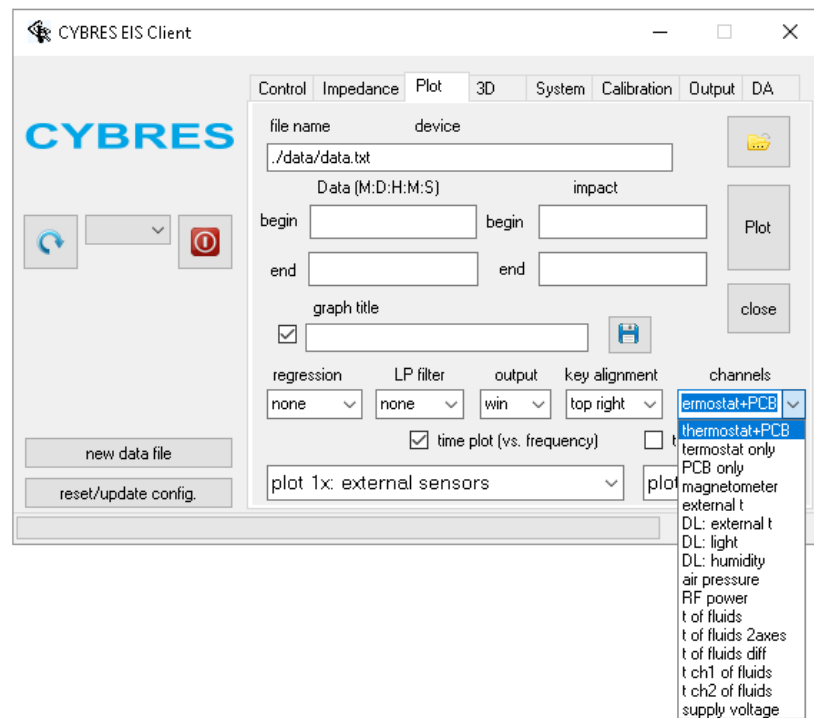 CYBRES EIS Client
Control Impedance Plot 3D System Calibration Output DA
CYBRES
file name device
./data/data.txt
Data (M:D:H:M:S) impact
begin begin
Plot
end end
close
graph title
regression LP filter output key alignment channels
none none win top right ermostat+PCB
time plot (vs. frequency) t
plot 1x: external sensors plot
new data file
reset/update config.
thermostat+PCB
termostat only
PCB only
magnetometer
external t
DL: external t
DL: light
DL: humidity
air pressure
RF power
t of fluids
t of fluids 2axes
t of fluids diff
t ch1 of fluids
t ch2 of fluids
supply voltage